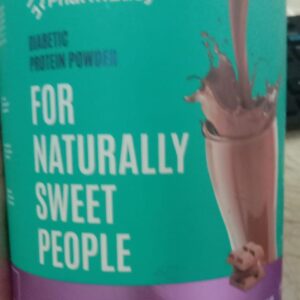 DIABETIC
PROTEIN POWDER
FOR
NATURALLY
SWEET
PEOPLE